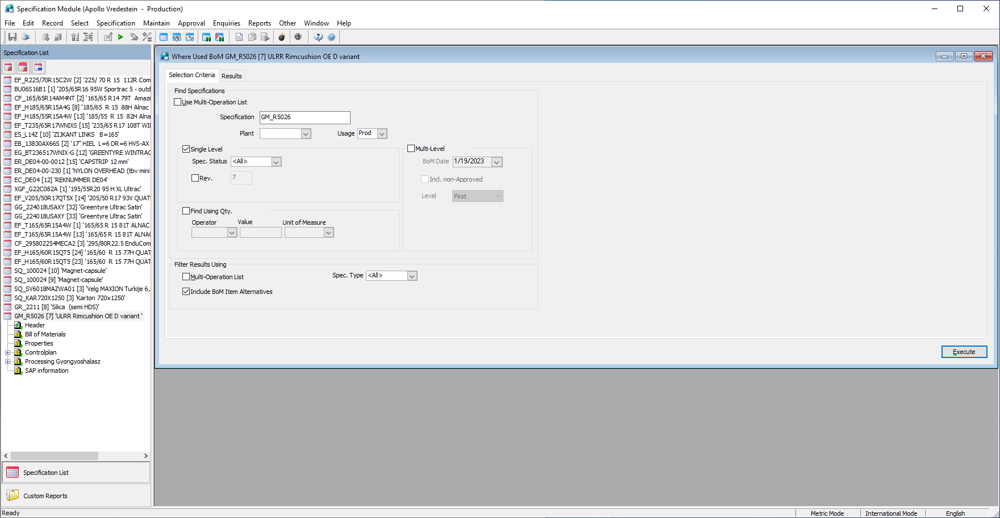 Specification Module (Apollo Vredestein - Production)
File Edit Record Select Specification Maintain Approval Enquiries Reports Other Window Help
Specification List
EF_R225/70R15C2W [2] '225/ 70 R 15 112R Com
BU06S16B1 [1] '205/65R16 95W Sportrac 5 - outd
CF_165/65R14AM4NT [2] '165/65 R14 79T Amaze
EF_H185/65R15A4G [8] '185/65 R 15 88H Alnac
EF_H185/55R15A4W [13] '185/55 R 15 82H Alna
EF_T235/65R17WNIXS [15] '235/65 R17 108T WI
ES_L14Z [10] 'ZIJKANT LINKS B=165'
EB_13830AX66S [2] '17" HIEL L=6 DR=6 HVS-AX
EG_BT236517WNIX-G [12] 'GREENTYRE WINTRAC
ER_DE04-00-0012 [15] 'CAPSTRIP 12 mm'
ER_DE04-00-230 [1] 'NYLON OVERHEAD (tbv mini-
EC_DE04 [12] 'REKNUMMER DE04'
XGF_G22C082A [1] '195/55R20 95 H XL Ultrac'
EF_V205/50R17QT5X [14] '205/50 R 17 93V QUAT
GG_224018USAXY [32] 'Greentyre Ultrac Satin'
GG_224018USAXY [33] 'Greentyre Ultrac Satin'
EF_T165/65R15A4W [1] '165/65 R 15 81T ALNAC
EF_T165/65R15A4W [13] '165/65 R 15 81T ALNAC
CF_295802254MECA2 [3] '295/80R22.5 EnduCom
EF_H165/60R15QT5 [24] '165/60 R 15 77H QUAT
EF_H165/60R15QT5 [23] '165/60 R 15 77H QUAT
SQ_100024 [10] 'Magnet-capsule'
SQ_100024 [9] 'Magnet-capsule'
SQ_SV6018MAZWA01 [3] 'Velg MAXION Turkije 6,
SQ_KAR720X1250 [3] 'Karton 720x1250'
GR_2211 [8] 'Silica (semi HDS)'
GM_R5026 [7] 'ULRR Rimcushion OE D variant '
Header
Bill of Materials
Properties
Controlplan
Processing Gyongyoshalasz
SAP information
Specification List
Custom Reports
Where Used BoM GM_R5026 [7] ULRR Rimcushion OE D variant
Selection Criteria Results
Find Specifications
Use Multi-Operation List
Specification GM_R5026
Plant Usage Prod
Single Level
Spec. Status <All>
Rev. 7
Multi-Level
BoM Date 1/19/2023
Incl. non-Approved
Level First
Find Using Qty.
Operator Value Unit of Measure
Filter Results Using
Multi-Operation List Spec. Type <All>
Include BoM Item Alternatives
Execute
Ready Metric Mode International Mode English